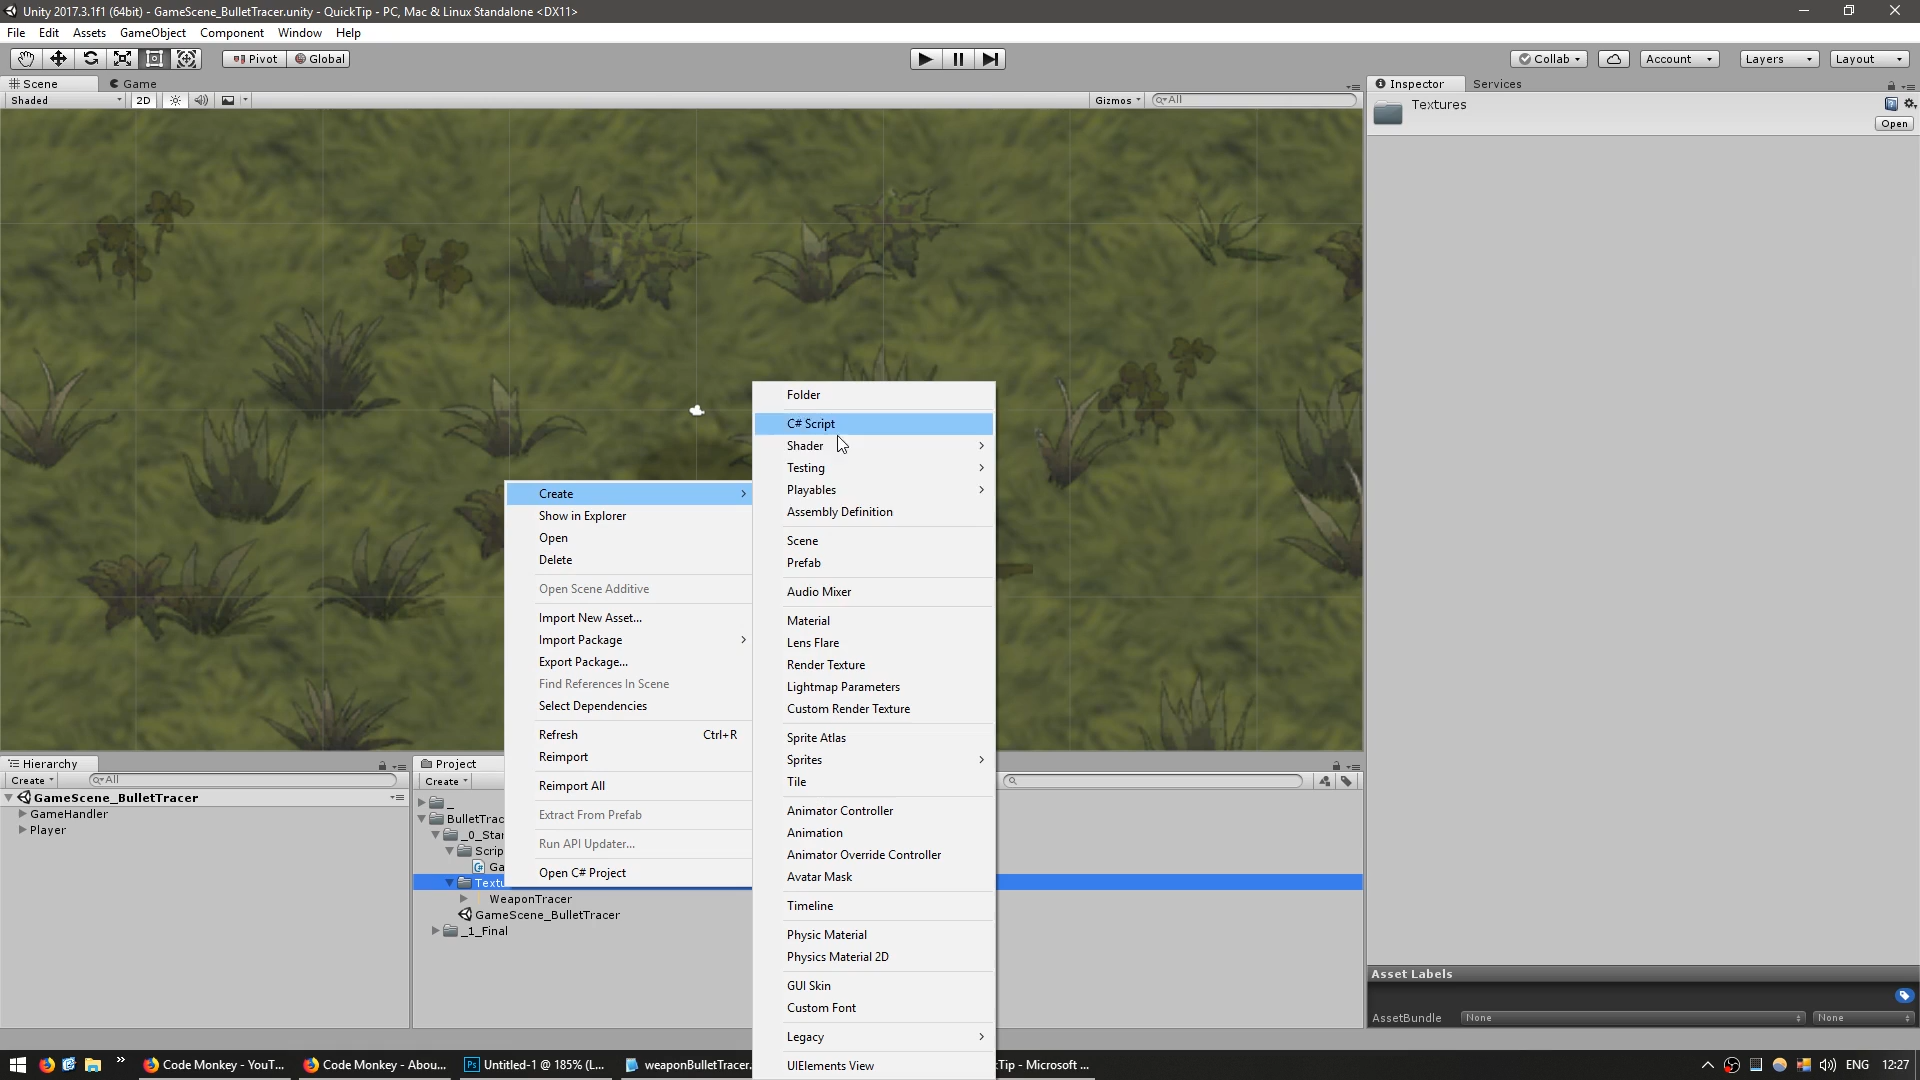 Unity 2017.3.1f1 (64bit) - GameScene_BulletTracer.unity - QuickTip - PC, Mac & Linux Standalone <DX11>
File Edit Assets GameObject Component Window Help
Pivot Global Collab Account Layers Layout
Scene Game
Shaded 2D Gizmos All
Inspector Services
Textures
Open
Folder
C# Script
Shader
Testing
Playables
Assembly Definition
Scene
Prefab
Audio Mixer
Material
Lens Flare
Render Texture
Lightmap Parameters
Custom Render Texture
Sprite Atlas
Sprites
Tile
Animator Controller
Animation
Animator Override Controller
Avatar Mask
Timeline
Physic Material
Physics Material 2D
GUI Skin
Custom Font
Legacy
UIElements View
Create
Show in Explorer
Open
Delete
Open Scene Additive
Import New Asset...
Import Package
Export Package...
Find References In Scene
Select Dependencies
Refresh Ctrl+R
Reimport
Reimport All
Extract From Prefab
Run API Updater...
Open C# Project
Hierarchy
Create All
GameScene_BulletTracer
GameHandler
Player
Project
Create
_
BulletTrac
_0_Star
Scrip
Ga
Textu
WeaponTracer
GameScene_BulletTracer
_1_Final
Asset Labels
AssetBundle None None
Code Monkey - YouT... Code Monkey - Abou... Ps Untitled-1 @ 185% (L... weaponBulletTracer. Tip - Microsoft ... ENG 12:27